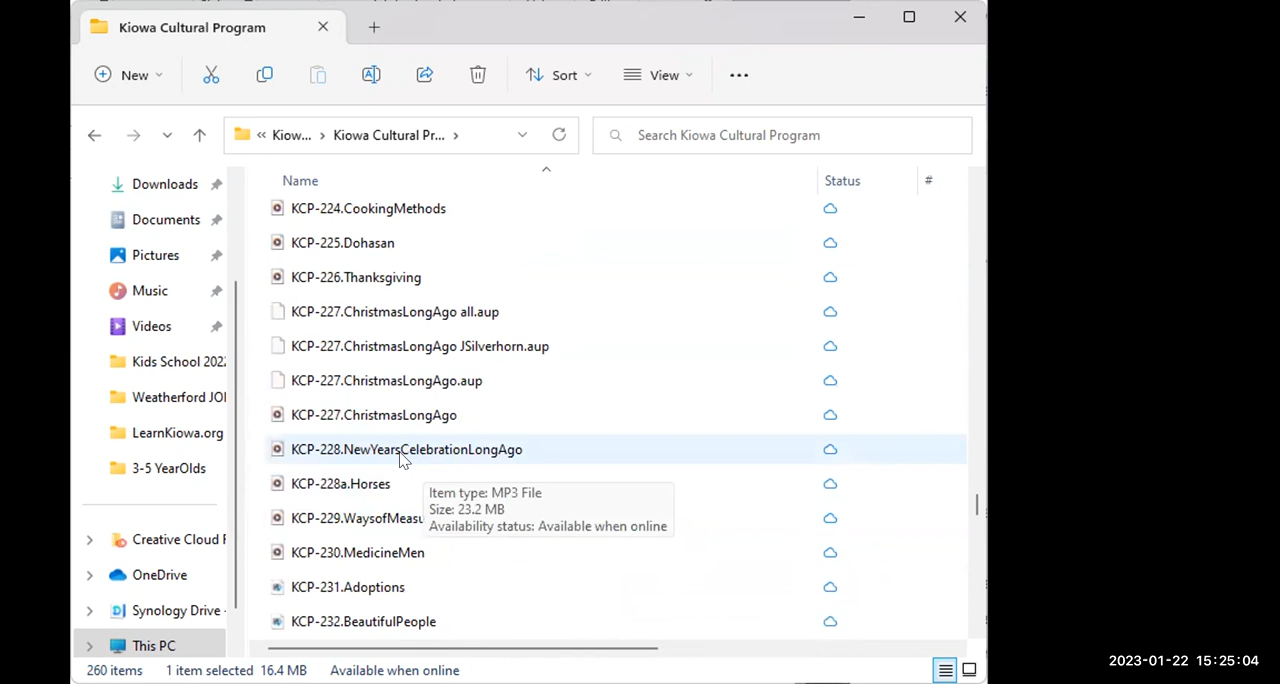 Kiowa Cultural Program
New
Sort
View
Kiow...
Kiowa Cultural Pr...
Search Kiowa Cultural Program
Name
Status
#
Downloads
Documents
Pictures
Music
Videos
Kids School 202
Weatherford JO
LearnKiowa.org
3-5 YearOlds
Creative Cloud F
OneDrive
Synology Drive -
This PC
KCP-224.CookingMethods
KCP-225.Dohasan
KCP-226.Thanksgiving
KCP-227.ChristmasLongAgo all.aup
KCP-227.ChristmasLongAgo JSilverhorn.aup
KCP-227.ChristmasLongAgo.aup
KCP-227.ChristmasLongAgo
KCP-228.NewYearsCelebrationLongAgo
KCP-228a.Horses
KCP-229.WaysofMeasu
KCP-230.MedicineMen
KCP-231.Adoptions
KCP-232.BeautifulPeople
Item type: MP3 File
Size: 23.2 MB
Availability status: Available when online
260 items 1 item selected 16.4 MB Available when online
2023-01-22 15:25:04